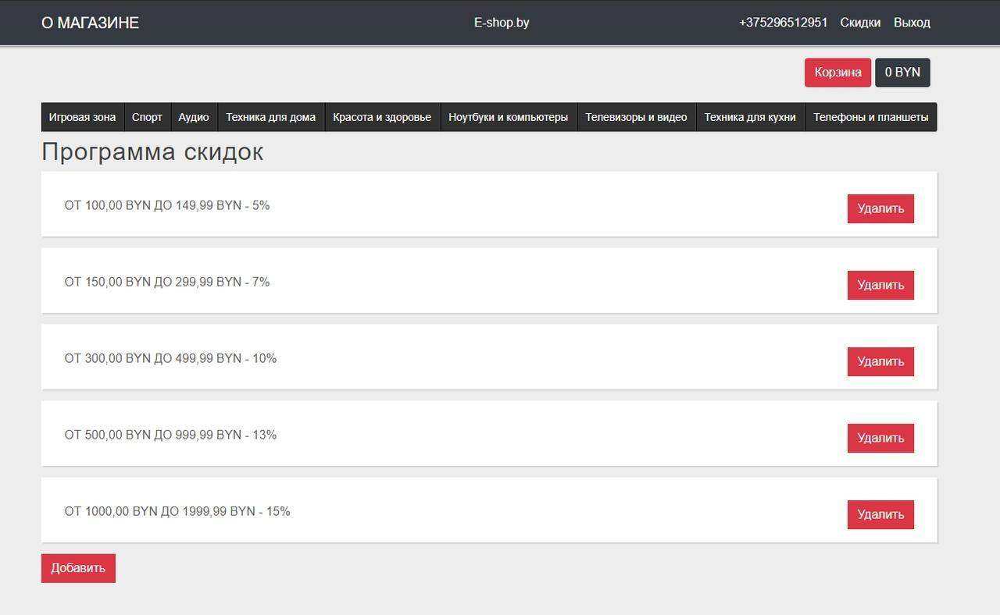 О МАГАЗИНЕ E-shop.by +375296512951 Скидки Выход
Корзина 0 BYN
Игровая зона Спорт Аудио Техника для дома Красота и здоровье Ноутбуки и компьютеры Телевизоры и видео Техника для кухни Телефоны и планшеты
Программа скидок
ОТ 100,00 BYN ДО 149,99 BYN - 5% Удалить
ОТ 150,00 BYN ДО 299,99 BYN - 7% Удалить
ОТ 300,00 BYN ДО 499,99 BYN - 10% Удалить
ОТ 500,00 BYN ДО 999,99 BYN - 13% Удалить
ОТ 1000,00 BYN ДО 1999,99 BYN - 15% Удалить
Добавить